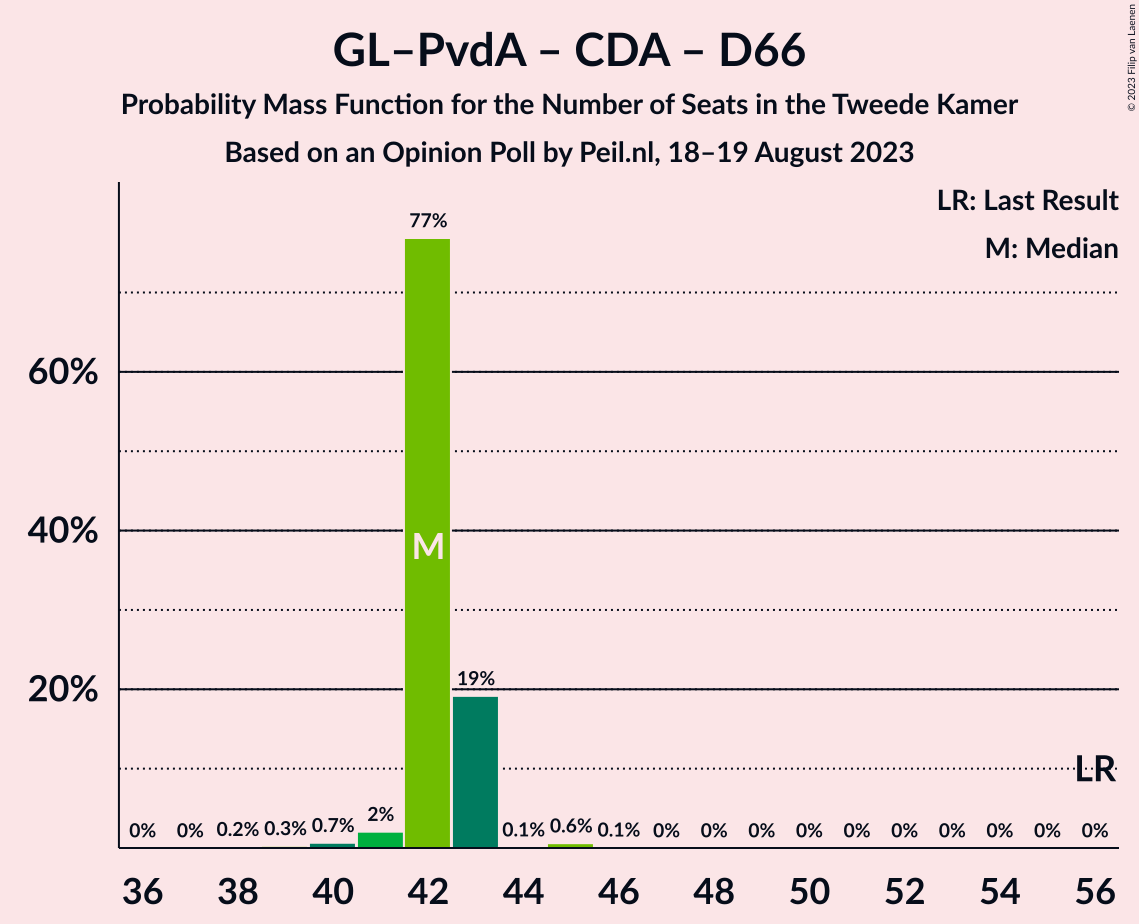 GL–PvdA – CDA – D66
Probability Mass Function for the Number of Seats in the Tweede Kamer
Based on an Opinion Poll by Peil.nl, 18–19 August 2023
© 2023 Filip van Laenen
LR: Last Result
M: Median
60%
40%
20%
77%
M
19%
LR
0% 0% 0.2% 0.3% 0.7% 2% 0.1% 0.6% 0.1% 0% 0% 0% 0% 0% 0% 0% 0% 0% 0%
36 38 40 42 44 46 48 50 52 54 56